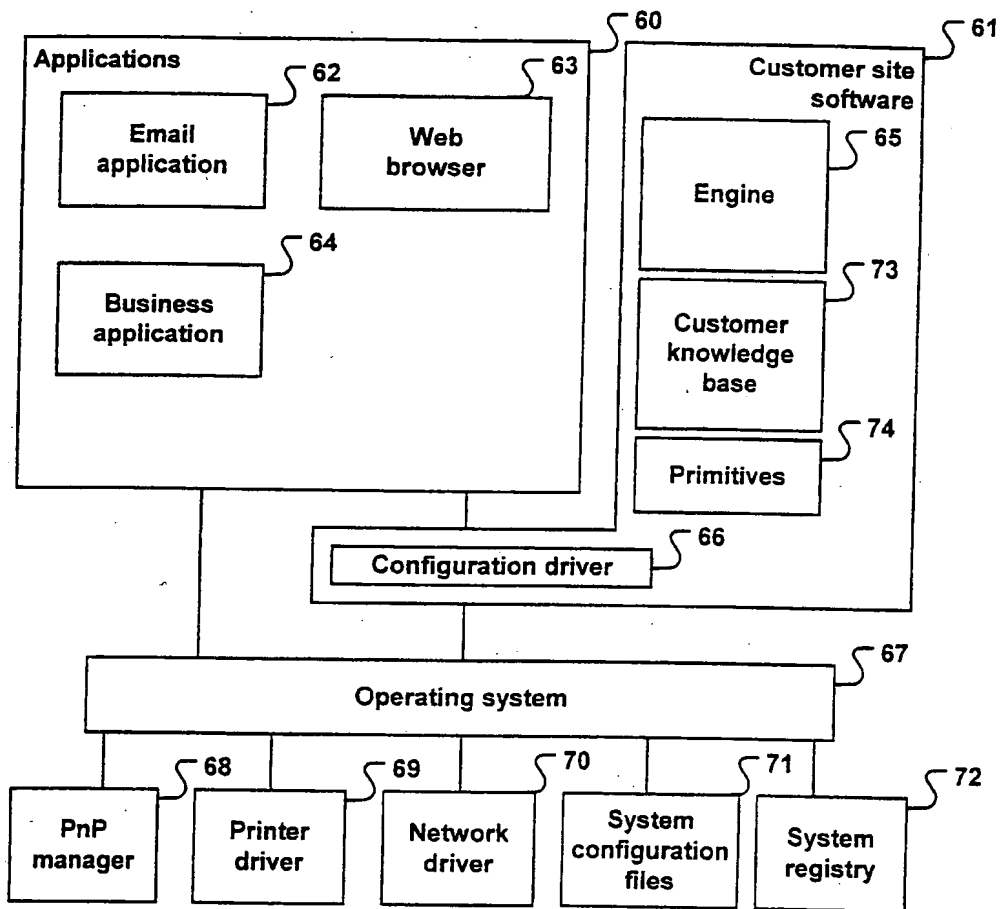 60
61
Applications
62
63
Customer site
software
Email
application
Web
browser
65
Engine
64
Business
application
73
Customer
knowledge
base
74
Primitives
66
Configuration driver
67
Operating system
68
69
70
71
72
PnP
manager
Printer
driver
Network
driver
System
configuration
files
System
registry